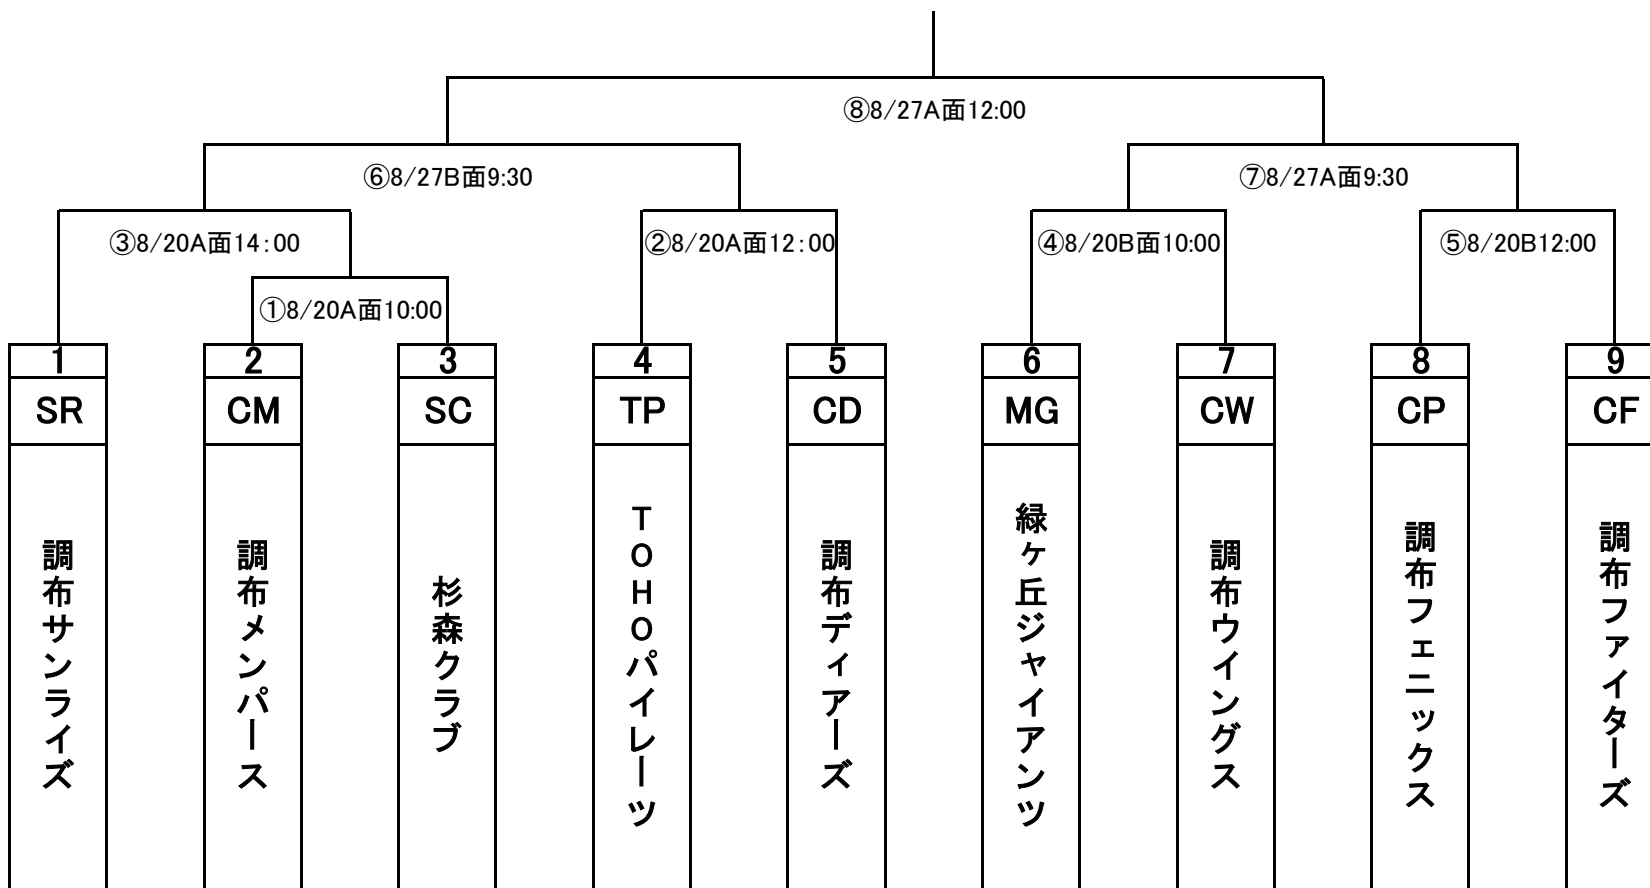 ⑧8/27A面12:00
⑥8/27B面9:30
⑦8/27A面9:30
③8/20A面14:00
②8/20A面12:00
④8/20B面10:00
⑤8/20B12:00
①8/20A面10:00
1
2
3
4
5
6
7
8
9
SR
CM
SC
TP
CD
MG
CW
CP
CF
調布サンライズ
調布メンパース
杉森クラブ
TOHOパイレーツ
調布ディアーズ
緑ヶ丘ジャイアンツ
調布ウイングス
調布フェニックス
調布ファイターズ